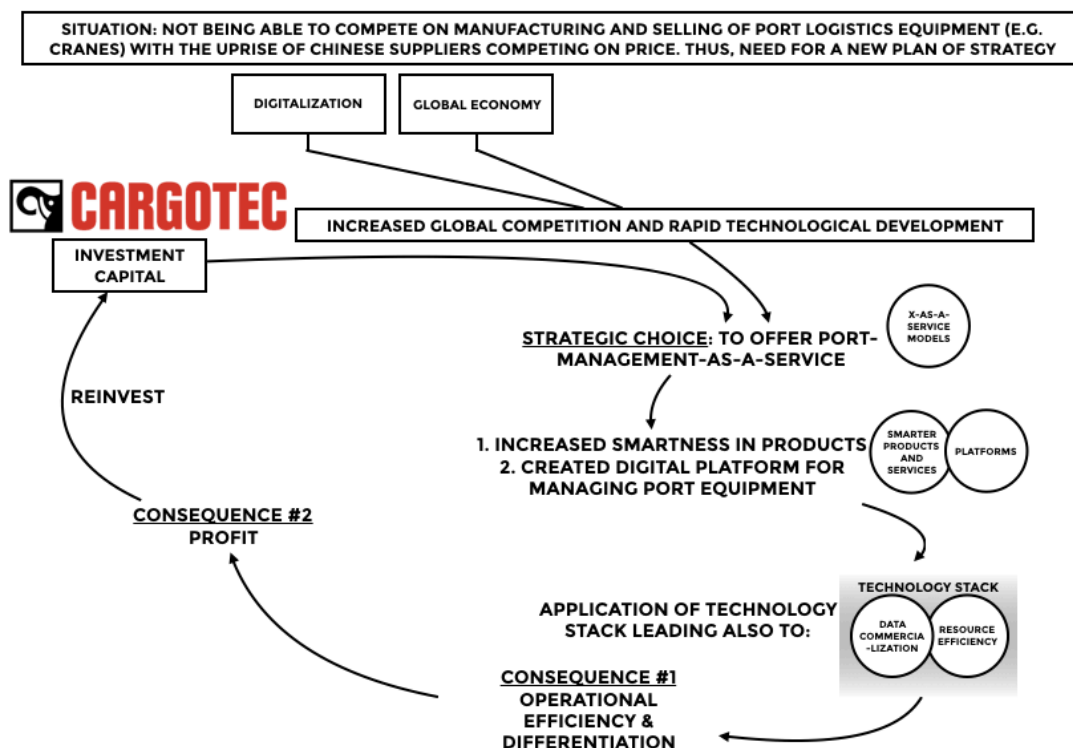 SITUATION: NOT BEING ABLE TO COMPETE ON MANUFACTURING AND SELLING OF PORT LOGISTICS EQUIPMENT (E.G.
CRANES) WITH THE UPRISE OF CHINESE SUPPLIERS COMPETING ON PRICE. THUS, NEED FOR A NEW PLAN OF STRATEGY
DIGITALIZATION
GLOBAL ECONOMY
CARGOTEC
INCREASED GLOBAL COMPETITION AND RAPID TECHNOLOGICAL DEVELOPMENT
INVESTMENT
CAPITAL
STRATEGIC CHOICE: TO OFFER PORT-
MANAGEMENT-AS-A-SERVICE
X-AS-A-
SERVICE
MODELS
REINVEST
1. INCREASED SMARTNESS IN PRODUCTS
2. CREATED DIGITAL PLATFORM FOR
MANAGING PORT EQUIPMENT
SMARTER
PRODUCTS
AND
SERVICES
PLATFORMS
CONSEQUENCE #2
PROFIT
TECHNOLOGY STACK
DATA
COMMERCIA
-LIZATION
RESOURCE
EFFICIENCY
APPLICATION OF TECHNOLOGY
STACK LEADING ALSO TO:
CONSEQUENCE #1
OPERATIONAL
EFFICIENCY &
DIFFERENTIATION